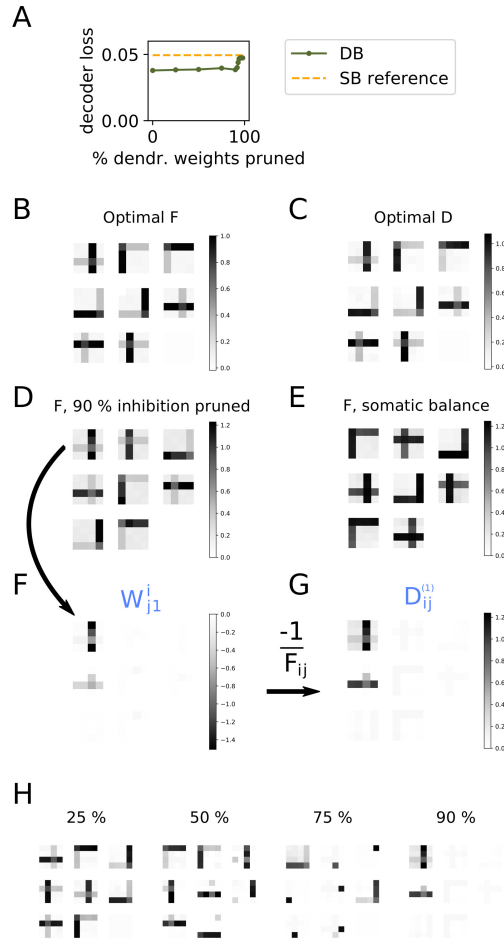 A
decoder loss
0.05
0.00
0
100
% dendr. weights pruned
DB
SB reference
B
Optimal F
1.0
0.8
0.6
0.4
0.2
0.0
C
Optimal D
1.0
0.8
0.6
0.4
0.2
0.0
D
F, 90 % inhibition pruned
1.2
1.0
0.8
0.6
0.4
0.2
0.0
E
F, somatic balance
1.2
1.0
0.8
0.6
0.4
0.2
0.0
F
W j1 i
0.0
−0.2
−0.4
−0.6
−0.8
−1.0
−1.2
−1.4
-1
F ij
G
D ij (1)
1.2
1.0
0.8
0.6
0.4
0.2
0.0
H
25 %
50 %
75 %
90 %